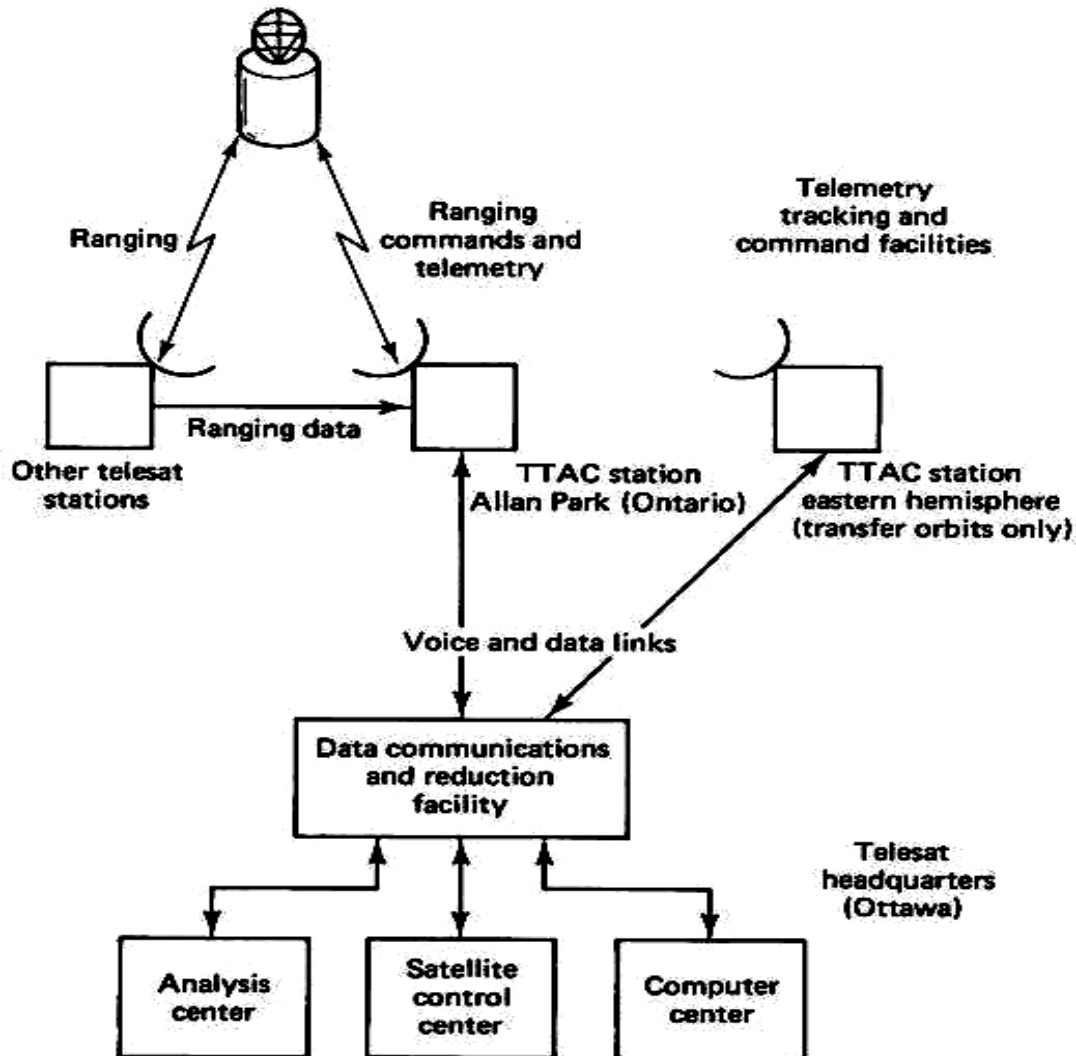 Ranging
Ranging
commands and
telemetry
Telemetry
tracking and
command facilities
Ranging data
Other telesat
stations
TTAC station
Allan Park (Ontario)
TTAC station
eastern hemisphere
(transfer orbits only)
Voice and data links
Data communications
and reduction
facility
Telesat
headquarters
(Ottawa)
Analysis
center
Satellite
control
center
Computer
center